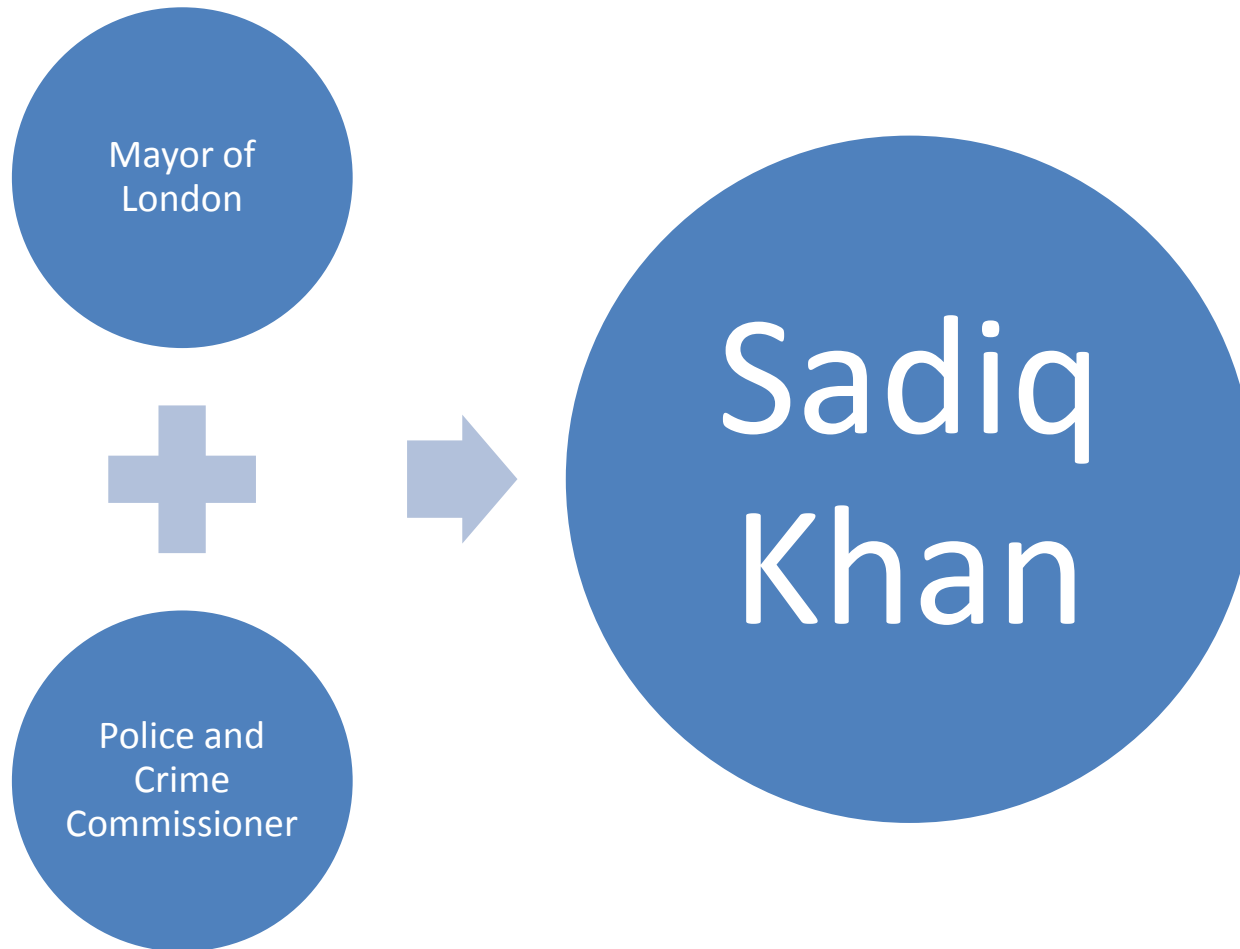 Mayor of
London
Police and
Crime
Commissioner
Sadiq
Khan